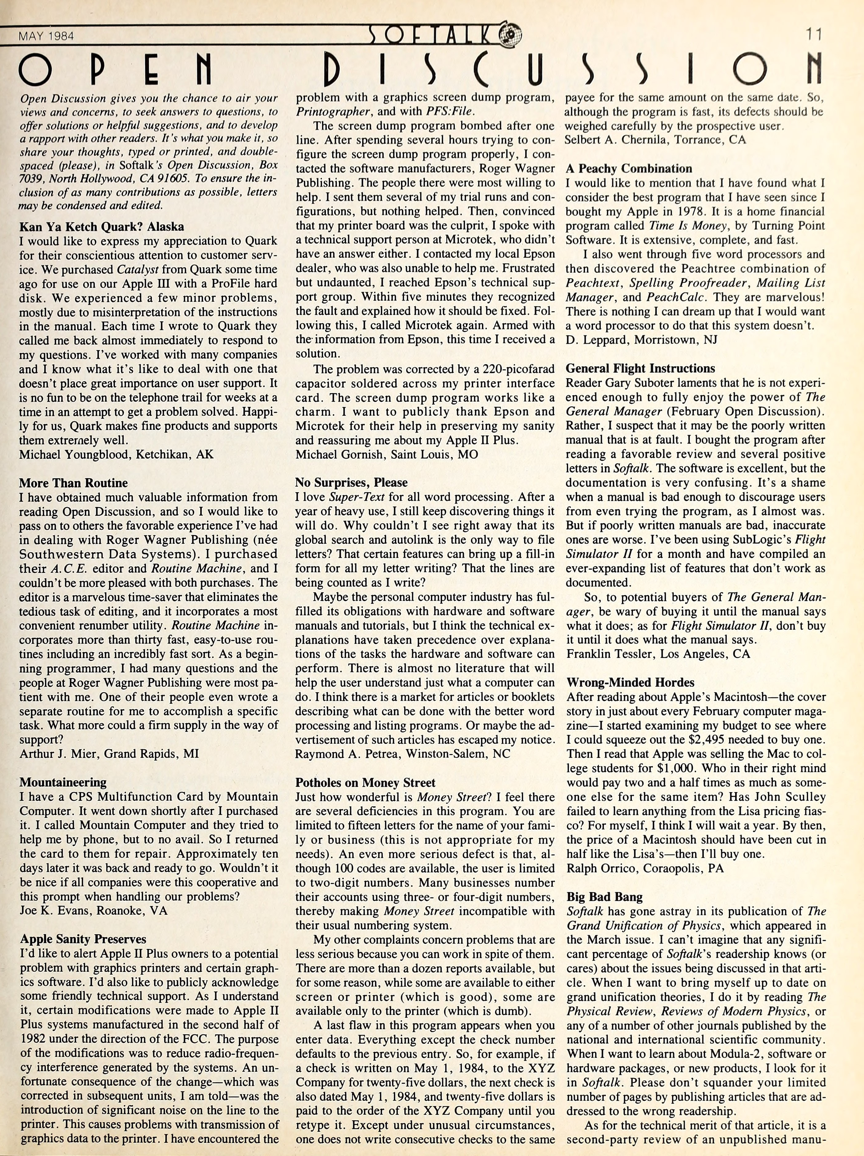 MAY 1984
SOFTALK
11
OPEN DISCUSSION
Open Discussion gives you the chance to air your
views and concerns, to seek answers to questions, to
offer solutions or helpful suggestions, and to develop
a rapport with other readers. It's what you make it, so
share your thoughts, typed or printed, and double-
spaced (please), in Softalk's Open Discussion, Box
7039, North Hollywood, CA 91605. To ensure the in-
clusion of as many contributions as possible, letters
may be condensed and edited.
Kan Ya Ketch Quark? Alaska
I would like to express my appreciation to Quark
for their conscientious attention to customer serv-
ice. We purchased Catalyst from Quark some time
ago for use on our Apple III with a ProFile hard
disk. We experienced a few minor problems,
mostly due to misinterpretation of the instructions
in the manual. Each time I wrote to Quark they
called me back almost immediately to respond to
my questions. I've worked with many companies
and I know what it's like to deal with one that
doesn't place great importance on user support. It
is no fun to be on the telephone trail for weeks at a
time in an attempt to get a problem solved. Happi-
ly for us, Quark makes fine products and supports
them extremely well.
Michael Youngblood, Ketchikan, AK
More Than Routine
I have obtained much valuable information from
reading Open Discussion, and so I would like to
pass on to others the favorable experience I've had
in dealing with Roger Wagner Publishing (née
Southwestern Data Systems). I purchased
their A.C.E. editor and Routine Machine, and I
couldn't be more pleased with both purchases. The
editor is a marvelous time-saver that eliminates the
tedious task of editing, and it incorporates a most
convenient renumber utility. Routine Machine in-
corporates more than thirty fast, easy-to-use rou-
tines including an incredibly fast sort. As a begin-
ning programmer, I had many questions and the
people at Roger Wagner Publishing were most pa-
tient with me. One of their people even wrote a
separate routine for me to accomplish a specific
task. What more could a firm supply in the way of
support?
Arthur J. Mier, Grand Rapids, MI
Mountaineering
I have a CPS Multifunction Card by Mountain
Computer. It went down shortly after I purchased
it. I called Mountain Computer and they tried to
help me by phone, but to no avail. So I returned
the card to them for repair. Approximately ten
days later it was back and ready to go. Wouldn't it
be nice if all companies were this cooperative and
this prompt when handling our problems?
Joe K. Evans, Roanoke, VA
Apple Sanity Preserves
I'd like to alert Apple II Plus owners to a potential
problem with graphics printers and certain graph-
ics software. I'd also like to publicly acknowledge
some friendly technical support. As I understand
it, certain modifications were made to Apple II
Plus systems manufactured in the second half of
1982 under the direction of the FCC. The purpose
of the modifications was to reduce radio-frequen-
cy interference generated by the systems. An un-
fortunate consequence of the change—which was
corrected in subsequent units, I am told—was the
introduction of significant noise on the line to the
printer. This causes problems with transmission of
graphics data to the printer. I have encountered the
problem with a graphics screen dump program,
Printographer, and with PFS:File.
The screen dump program bombed after one
line. After spending several hours trying to con-
figure the screen dump program properly, I con-
tacted the software manufacturers, Roger Wagner
Publishing. The people there were most willing to
help. I sent them several of my trial runs and con-
figurations, but nothing helped. Then, convinced
that my printer board was the culprit, I spoke with
a technical support person at Microtek, who didn't
have an answer either. I contacted my local Epson
dealer, who was also unable to help me. Frustrated
but undaunted, I reached Epson's technical sup-
port group. Within five minutes they recognized
the fault and explained how it should be fixed. Fol-
lowing this, I called Microtek again. Armed with
the information from Epson, this time I received a
solution.
The problem was corrected by a 220-picofarad
capacitor soldered across my printer interface
card. The screen dump program works like a
charm. I want to publicly thank Epson and
Microtek for their help in preserving my sanity
and reassuring me about my Apple II Plus.
Michael Gornish, Saint Louis, MO
No Surprises, Please
I love Super-Text for all word processing. After a
year of heavy use, I still keep discovering things it
will do. Why couldn't I see right away that its
global search and autolink is the only way to file
letters? That certain features can bring up a fill-in
form for all my letter writing? That the lines are
being counted as I write?
Maybe the personal computer industry has ful-
filled its obligations with hardware and software
manuals and tutorials, but I think the technical ex-
planations have taken precedence over explana-
tions of the tasks the hardware and software can
perform. There is almost no literature that will
help the user understand just what a computer can
do. I think there is a market for articles or booklets
describing what can be done with the better word
processing and listing programs. Or maybe the ad-
vertisement of such articles has escaped my notice.
Raymond A. Petrea, Winston-Salem, NC
Potholes on Money Street
Just how wonderful is Money Street? I feel there
are several deficiencies in this program. You are
limited to fifteen letters for the name of your fami-
ly or business (this is not appropriate for my
needs). An even more serious defect is that, al-
though 100 codes are available, the user is limited
to two-digit numbers. Many businesses number
their accounts using three- or four-digit numbers,
thereby making Money Street incompatible with
their usual numbering system.
My other complaints concern problems that are
less serious because you can work in spite of them.
There are more than a dozen reports available, but
for some reason, while some are available to either
screen or printer (which is good), some are
available only to the printer (which is dumb).
A last flaw in this program appears when you
enter data. Everything except the check number
defaults to the previous entry. So, for example, if
a check is written on May 1, 1984, to the XYZ
Company for twenty-five dollars, the next check is
also dated May 1, 1984, and twenty-five dollars is
paid to the order of the XYZ Company until you
retype it. Except under unusual circumstances,
one does not write consecutive checks to the same
payee for the same amount on the same date. So,
although the program is fast, its defects should be
weighed carefully by the prospective user.
Selbert A. Chernila, Torrance, CA
A Peachy Combination
I would like to mention that I have found what I
consider the best program that I have seen since I
bought my Apple in 1978. It is a home financial
program called Time Is Money, by Turning Point
Software. It is extensive, complete, and fast.
I also went through five word processors and
then discovered the Peachtree combination of
Peachtext, Spelling Proofreader, Mailing List
Manager, and PeachCalc. They are marvelous!
There is nothing I can dream up that I would want
a word processor to do that this system doesn't.
D. Leppard, Morristown, NJ
General Flight Instructions
Reader Gary Suboter laments that he is not experi-
enced enough to fully enjoy the power of The
General Manager (February Open Discussion).
Rather, I suspect that it may be the poorly written
manual that is at fault. I bought the program after
reading a favorable review and several positive
letters in Softalk. The software is excellent, but the
documentation is very confusing. It's a shame
when a manual is bad enough to discourage users
from even trying the program, as I almost was.
But if poorly written manuals are bad, inaccurate
ones are worse. I've been using SubLogic's Flight
Simulator II for a month and have compiled an
ever-expanding list of features that don't work as
documented.
So, to potential buyers of The General Man-
ager, be wary of buying it until the manual says
what it does; as for Flight Simulator II, don't buy
it until it does what the manual says.
Franklin Tessler, Los Angeles, CA
Wrong-Minded Hordes
After reading about Apple's Macintosh—the cover
story in just about every February computer maga-
zine—I started examining my budget to see where
I could squeeze out the $2,495 needed to buy one.
Then I read that Apple was selling the Mac to col-
lege students for $1,000. Who in their right mind
would pay two and a half times as much as some-
one else for the same item? Has John Sculley
failed to learn anything from the Lisa pricing fias-
co? For myself, I think I will wait a year. By then,
the price of a Macintosh should have been cut in
half like the Lisa's—then I'll buy one.
Ralph Orrico, Coraopolis, PA
Big Bad Bang
Softalk has gone astray in its publication of The
Grand Unification of Physics, which appeared in
the March issue. I can't imagine that any signifi-
cant percentage of Softalk's readership knows (or
cares) about the issues being discussed in that arti-
cle. When I want to bring myself up to date on
grand unification theories, I do it by reading The
Physical Review, Reviews of Modern Physics, or
any of a number of other journals published by the
national and international scientific community.
When I want to learn about Modula-2, software or
hardware packages, or new products, I look for it
in Softalk. Please don't squander your limited
number of pages by publishing articles that are ad-
dressed to the wrong readership.
As for the technical merit of that article, it is a
second-party review of an unpublished manu-